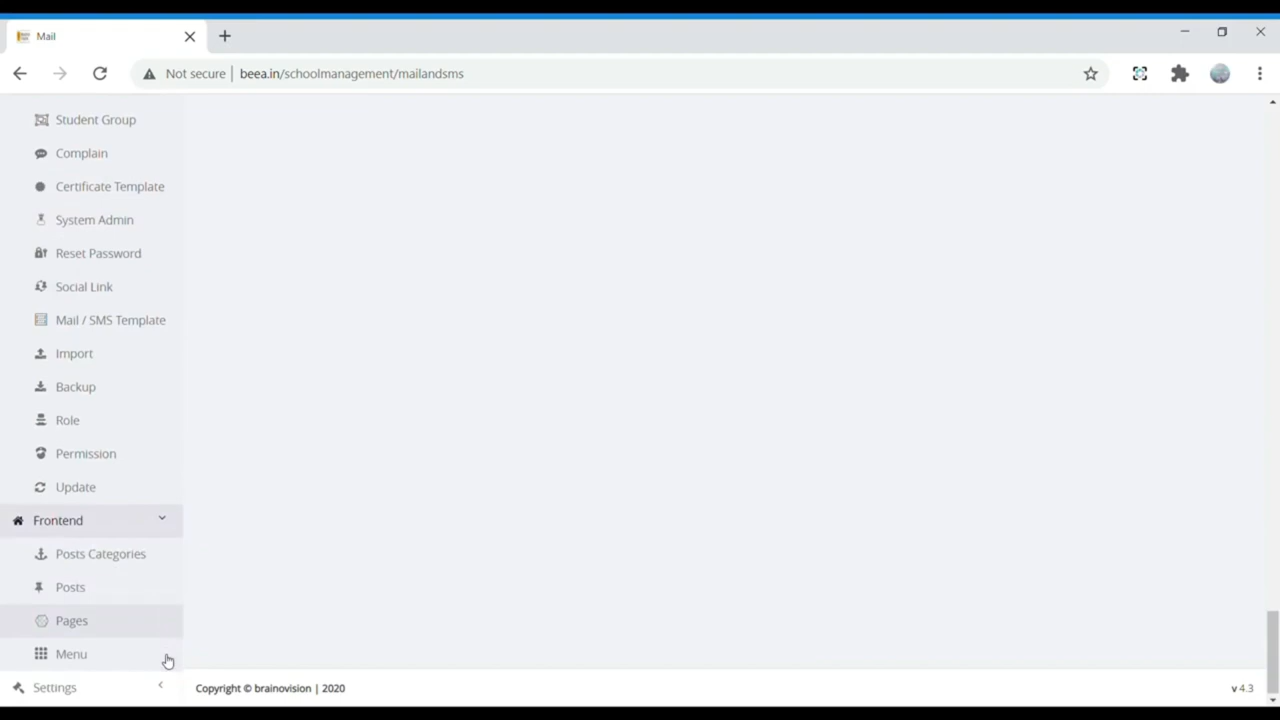 Mail
Not secure
beea.in/schoolmanagement/mailandsms
Student Group
Complain
Certificate Template
System Admin
Reset Password
Social Link
Mail / SMS Template
Import
Backup
Role
Permission
Update
Frontend
Posts Categories
Posts
Pages
Menu
Settings
Copyright © brainovision | 2020
v 4.3